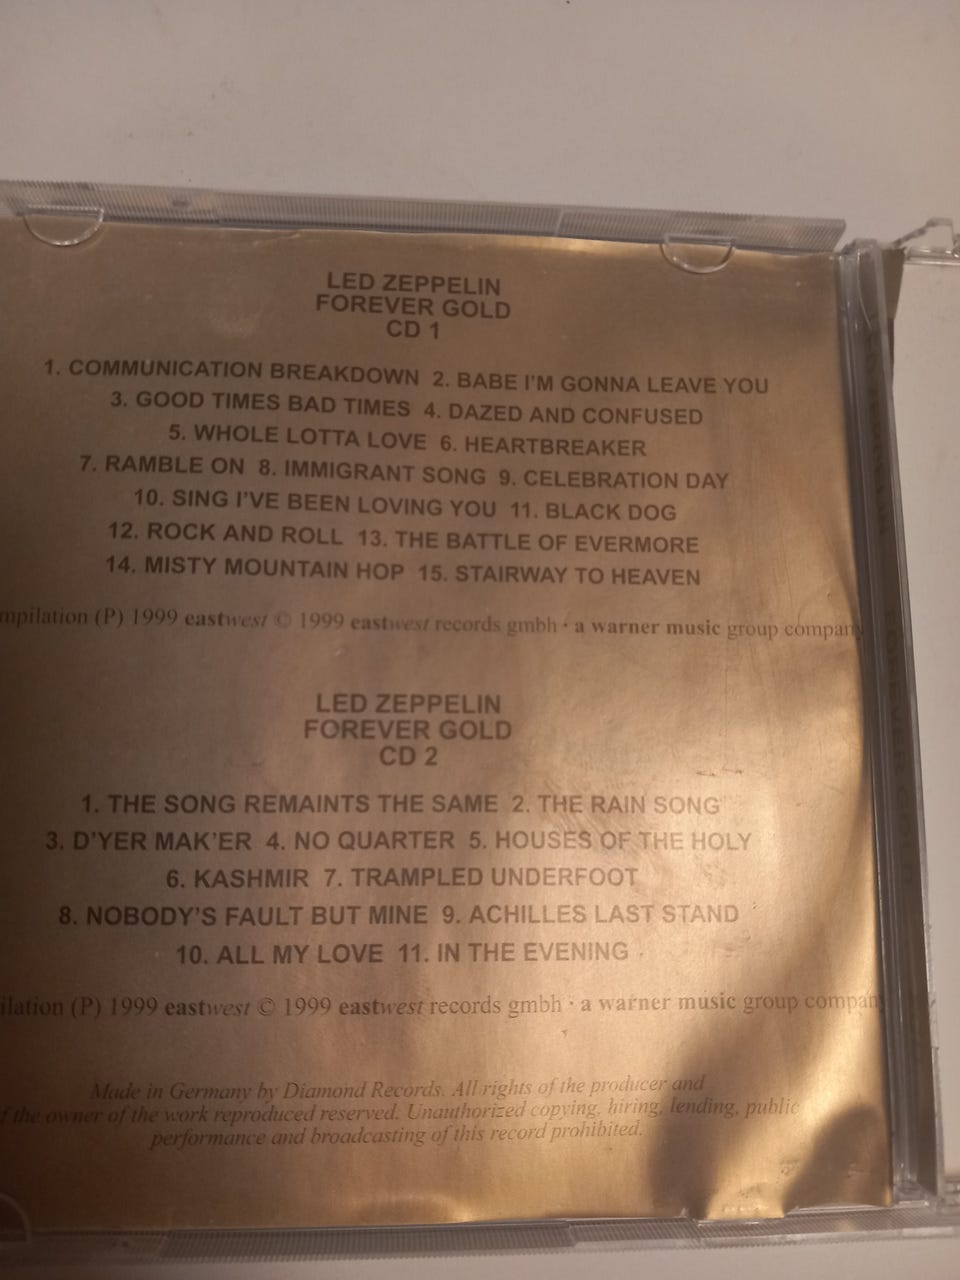 LED ZEPPELIN
FOREVER GOLD
CD 1
1. COMMUNICATION BREAKDOWN 2. BABE I'M GONNA LEAVE YOU
3. GOOD TIMES BAD TIMES 4. DAZED AND CONFUSED
5. WHOLE LOTTA LOVE 6. HEARTBREAKER
7. RAMBLE ON 8. IMMIGRANT SONG 9. CELEBRATION DAY
10. SING I'VE BEEN LOVING YOU 11. BLACK DOG
12. ROCK AND ROLL 13. THE BATTLE OF EVERMORE
14. MISTY MOUNTAIN HOP 15. STAIRWAY TO HEAVEN
mpilation (P) 1999 eastwest © 1999 eastwest records gmbh · a warner music group company
LED ZEPPELIN
FOREVER GOLD
CD 2
1. THE SONG REMAINTS THE SAME 2. THE RAIN SONG
3. D'YER MAK'ER 4. NO QUARTER 5. HOUSES OF THE HOLY
6. KASHMIR 7. TRAMPLED UNDERFOOT
8. NOBODY'S FAULT BUT MINE 9. ACHILLES LAST STAND
10. ALL MY LOVE 11. IN THE EVENING
ilation (P) 1999 eastwest © 1999 eastwest records gmbh · a warner music group compan
Made in Germany by Diamond Records. All rights of the producer and
f the owner of the work reproduced reserved. Unauthorized copying, hiring, lending, public
performance and broadcasting of this record prohibited.